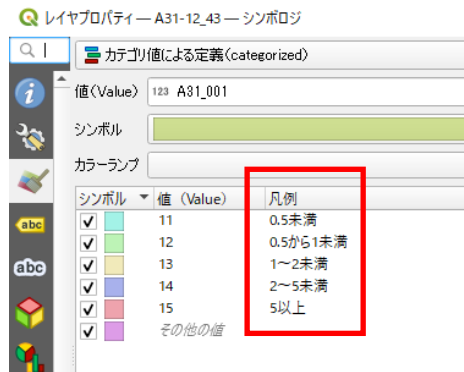 レイヤプロパティ — A31-12_43 — シンボロジ
カテゴリ値による定義(categorized)
値(Value) 123 A31_001
シンボル
カラーランプ
シンボル 値 (Value) 凡例
11 0.5未満
12 0.5から1未満
13 1～2未満
14 2～5未満
15 5以上
その他の値
abc
abc